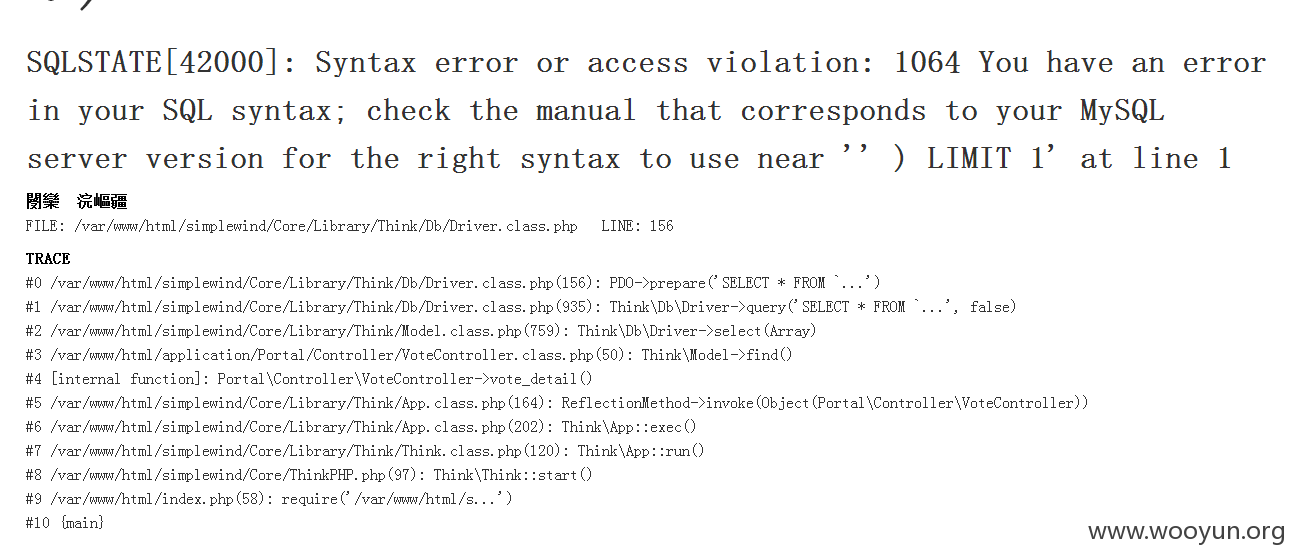 SQLSTATE[42000]: Syntax error or access violation: 1064 You have an error
in your SQL syntax; check the manual that corresponds to your MySQL
server version for the right syntax to use near '' ) LIMIT 1' at line 1
閿欒 浣嶇疆
FILE: /var/www/html/simplewind/Core/Library/Think/Db/Driver.class.php LINE: 156
TRACE
#0 /var/www/html/simplewind/Core/Library/Think/Db/Driver.class.php(156): PDO->prepare('SELECT * FROM `...')
#1 /var/www/html/simplewind/Core/Library/Think/Db/Driver.class.php(935): Think\Db\Driver->query('SELECT * FROM `...', false)
#2 /var/www/html/simplewind/Core/Library/Think/Model.class.php(759): Think\Db\Driver->select(Array)
#3 /var/www/html/application/Portal/Controller/VoteController.class.php(50): Think\Model->find()
#4 [internal function]: Portal\Controller\VoteController->vote_detail()
#5 /var/www/html/simplewind/Core/Library/Think/App.class.php(164): ReflectionMethod->invoke(Object(Portal\Controller\VoteController))
#6 /var/www/html/simplewind/Core/Library/Think/App.class.php(202): Think\App::exec()
#7 /var/www/html/simplewind/Core/Library/Think/Think.class.php(120): Think\App::run()
#8 /var/www/html/simplewind/Core/ThinkPHP.php(97): Think\Think::start()
#9 /var/www/html/index.php(58): require('/var/www/html/s...')
#10 {main}
www.wooyun.org